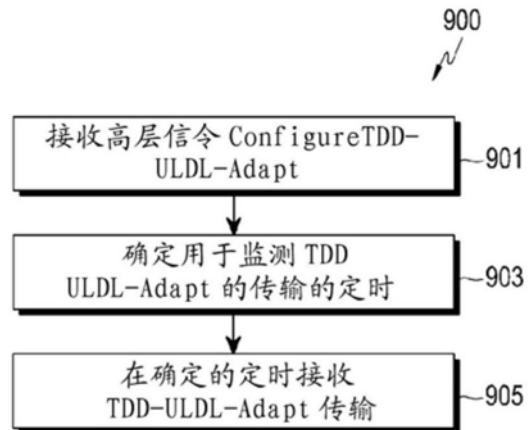 900
接收高层信令 ConfigureTDD-
ULDL-Adapt
901
确定用于监测 TDD
ULDL-Adapt 的传输的定时
903
在确定的定时接收
TDD-ULDL-Adapt 传输
905